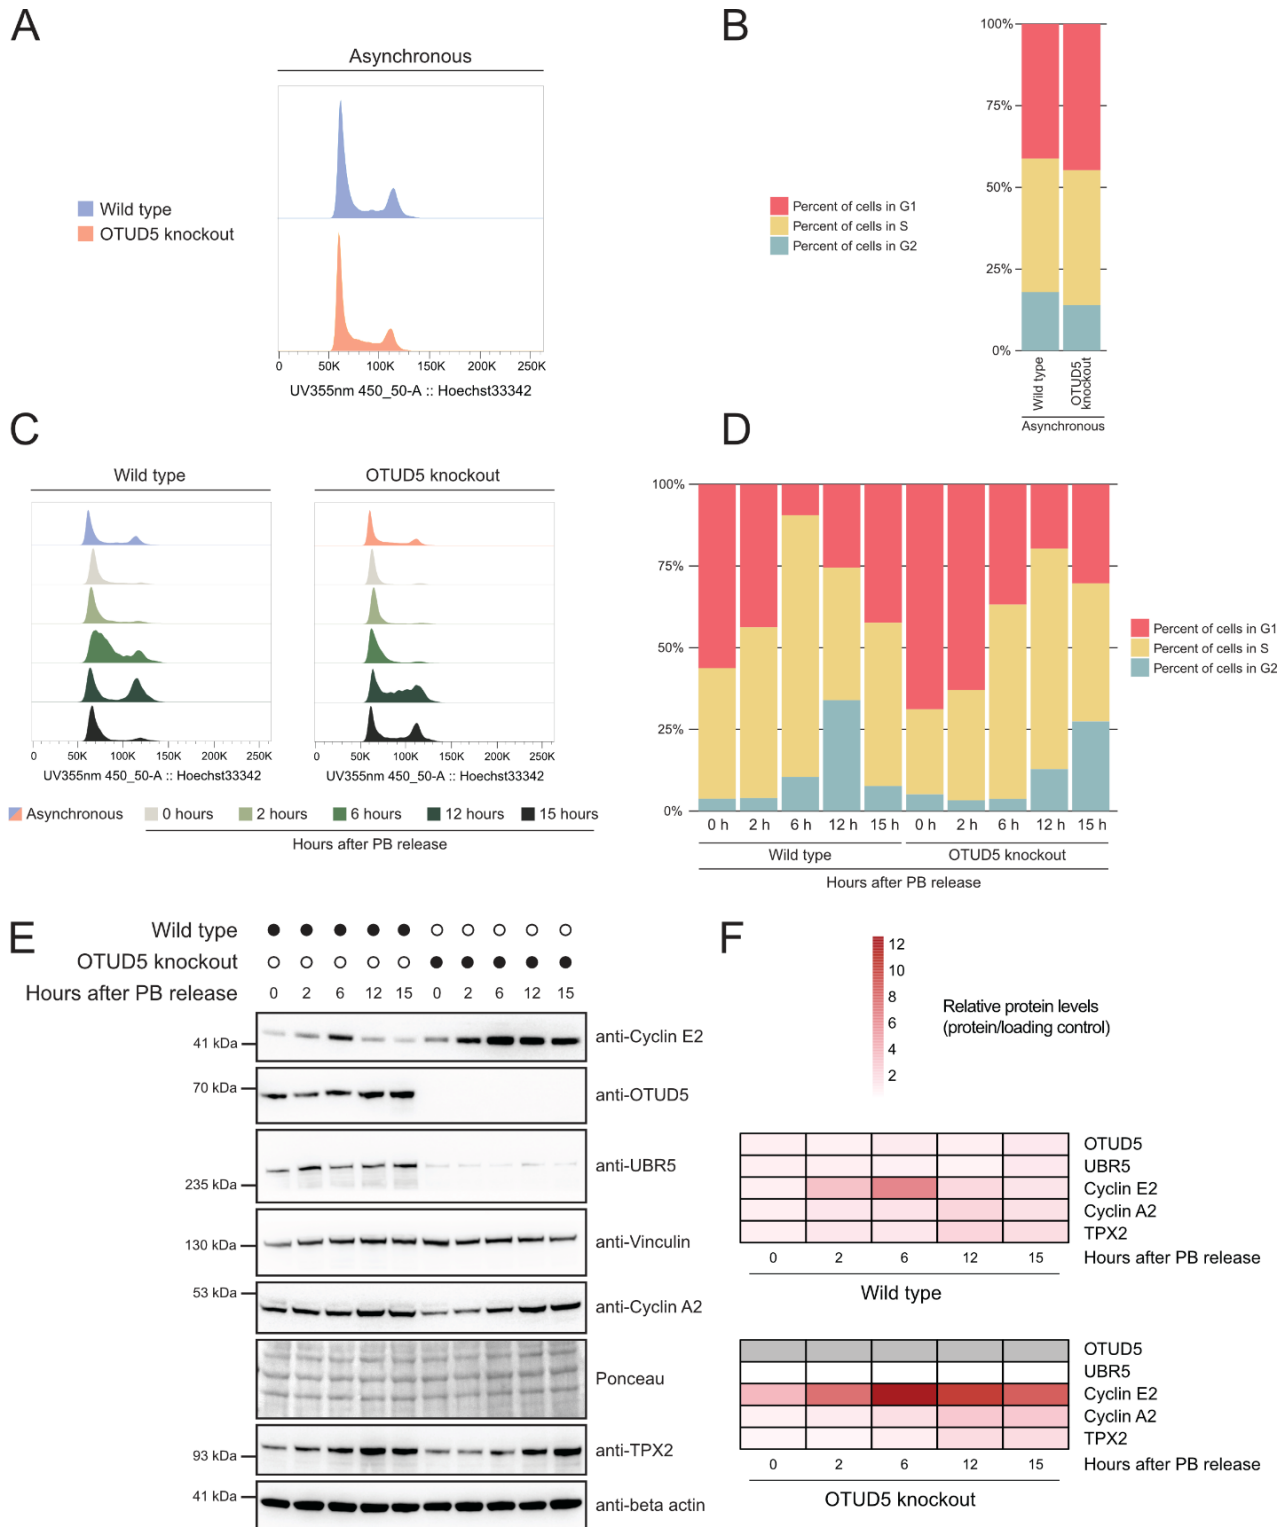 A
Asynchronous
Wild type
OTUD5 knockout
0 50K 100K 150K 200K 250K
UV355nm 450_50-A :: Hoechst33342
B
100%
75%
50%
25%
0%
Percent of cells in G1
Percent of cells in S
Percent of cells in G2
Wild type
OTUD5
knockout
Asynchronous
C
Wild type
OTUD5 knockout
0 50K 100K 150K 200K 250K
UV355nm 450_50-A :: Hoechst33342
0 50K 100K 150K 200K 250K
UV355nm 450_50-A :: Hoechst33342
Asynchronous 0 hours 2 hours 6 hours 12 hours 15 hours
Hours after PB release
D
100%
75%
50%
25%
0%
0 h 2 h 6 h 12 h 15 h 0 h 2 h 6 h 12 h 15 h
Wild type OTUD5 knockout
Hours after PB release
Percent of cells in G1
Percent of cells in S
Percent of cells in G2
E
Wild type
OTUD5 knockout
Hours after PB release 0 2 6 12 15 0 2 6 12 15
41 kDa anti-Cyclin E2
70 kDa anti-OTUD5
235 kDa anti-UBR5
130 kDa anti-Vinculin
53 kDa anti-Cyclin A2
Ponceau
93 kDa anti-TPX2
41 kDa anti-beta actin
F
12
10
8
6
4
2
Relative protein levels
(protein/loading control)
OTUD5
UBR5
Cyclin E2
Cyclin A2
TPX2
0 2 6 12 15 Hours after PB release
Wild type
OTUD5
UBR5
Cyclin E2
Cyclin A2
TPX2
0 2 6 12 15 Hours after PB release
OTUD5 knockout